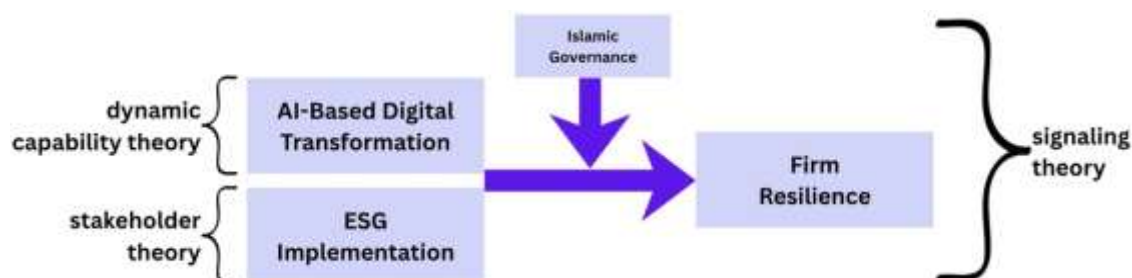 Islamic
Governance
dynamic
capability theory
AI-Based Digital
Transformation
stakeholder
theory
ESG
Implementation
Firm
Resilience
signaling
theory